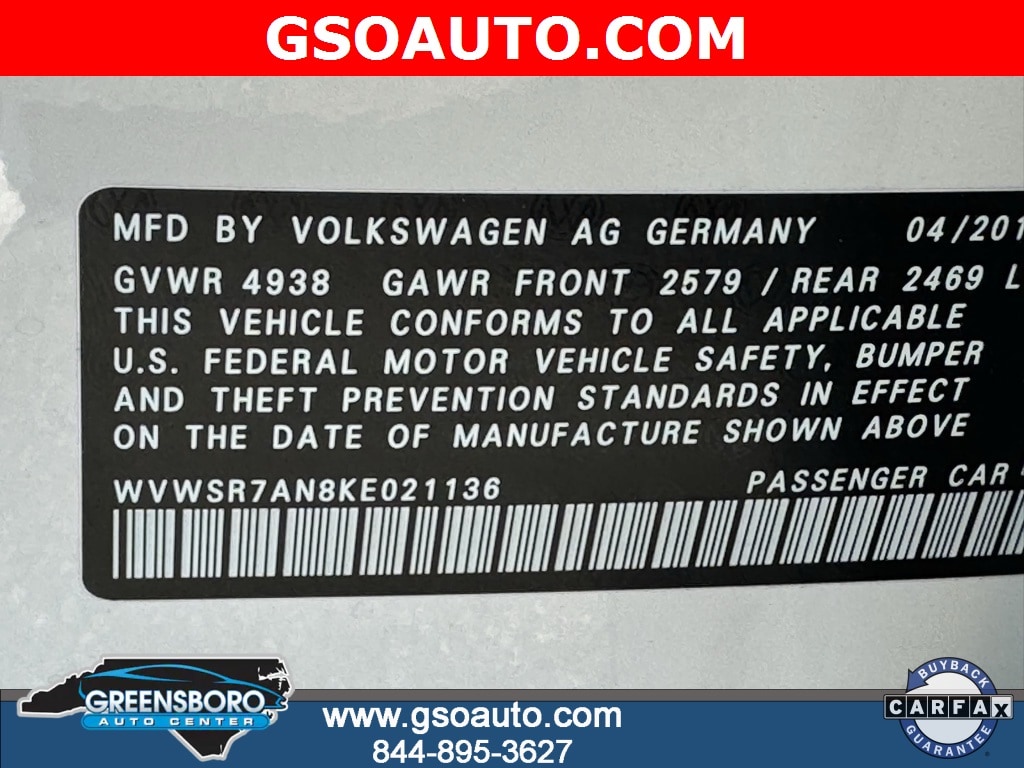 GSOAUTO.COM
MFD BY VOLKSWAGEN AG GERMANY 04/201
GVWR 4938 GAWR FRONT 2579 / REAR 2469 L
THIS VEHICLE CONFORMS TO ALL APPLICABLE
U.S. FEDERAL MOTOR VEHICLE SAFETY, BUMPER
AND THEFT PREVENTION STANDARDS IN EFFECT
ON THE DATE OF MANUFACTURE SHOWN ABOVE
WVWSR7AN8KE021136 PASSENGER CAR
GREENSBORO
AUTO CENTER
www.gsoauto.com
844-895-3627
BUYBACK
CARFAX
GUARANTEE